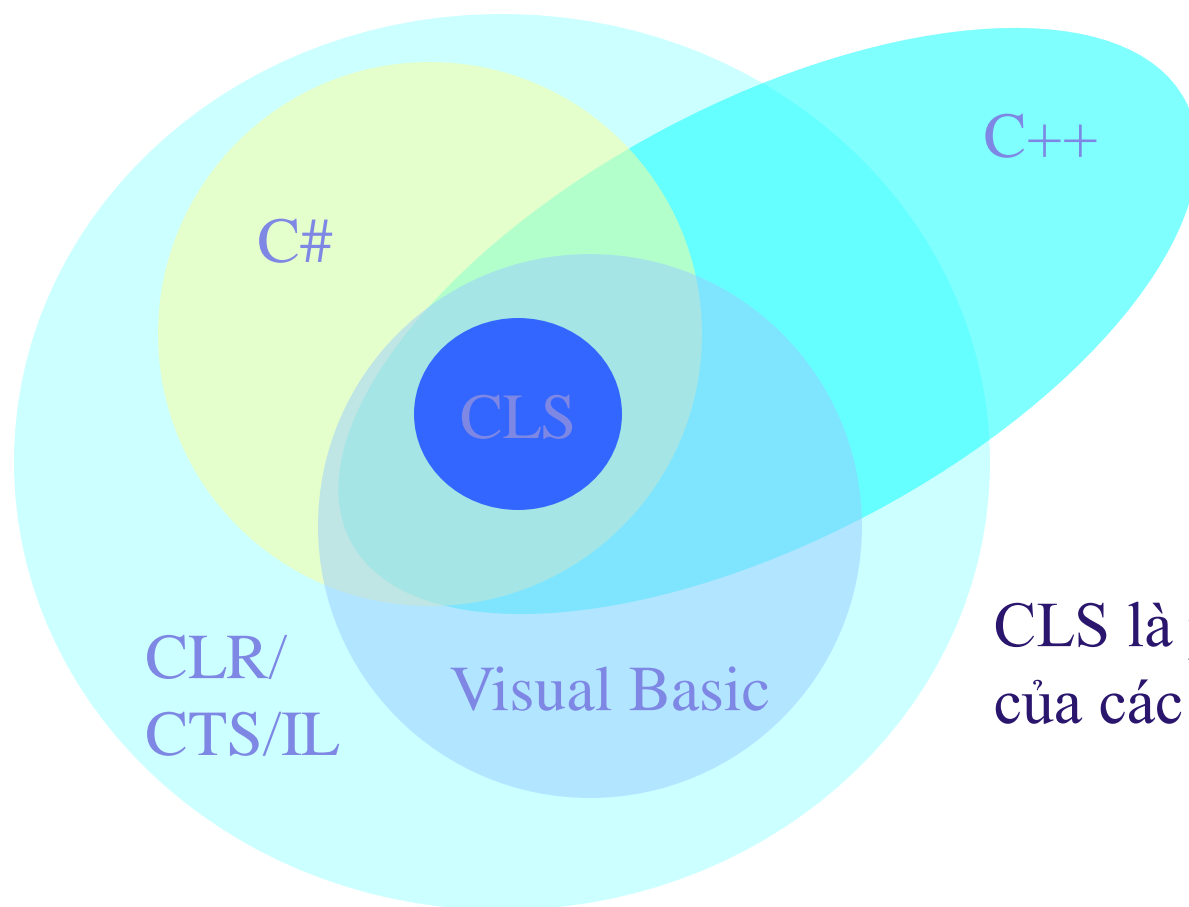 C++
C#
CLS
CLS là
CLR/
Visual Basic
của các
CTS/IL